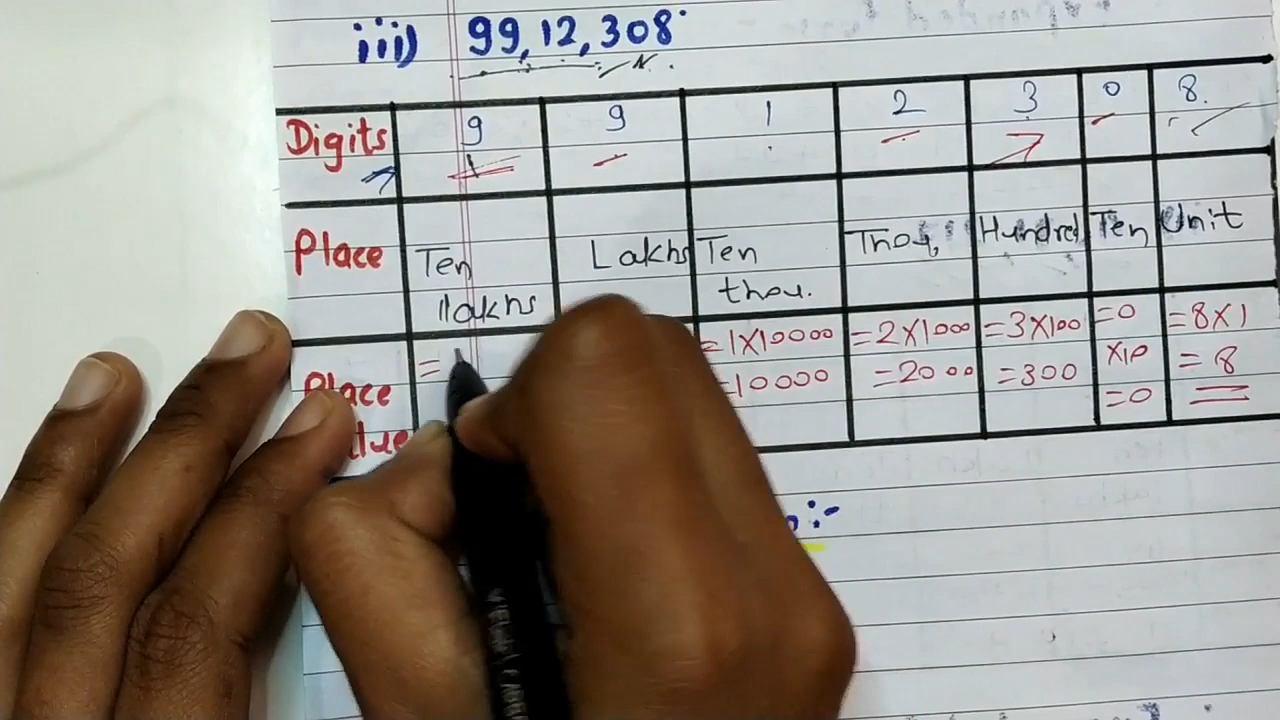 iii) 99,12,308
Digits 9 9 1 2 3 0 8
Place Ten lakhs Lakhs Ten thou. Thou, Hundred Ten Unit
Place = =1X10000 =2X1000 =3X100 =0 X10 =8X1
=10000 =2000 =300 =0 =8